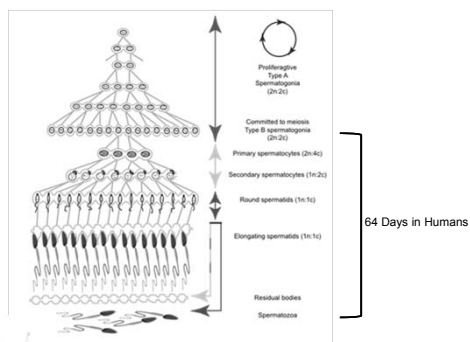 Proliferagtive
Type A
Spermatogonia
(2n:2c)
Committed to meiosis
Type B spermatogonia
(2n:2c)
Primary spermatocytes (2n:4c)
Secondary spermatocytes (1n:2c)
Round spermatids (1n:1c)
64 Days in Humans
Elongating spermatids (1n:1c)
Residual bodies
Spermatozoa